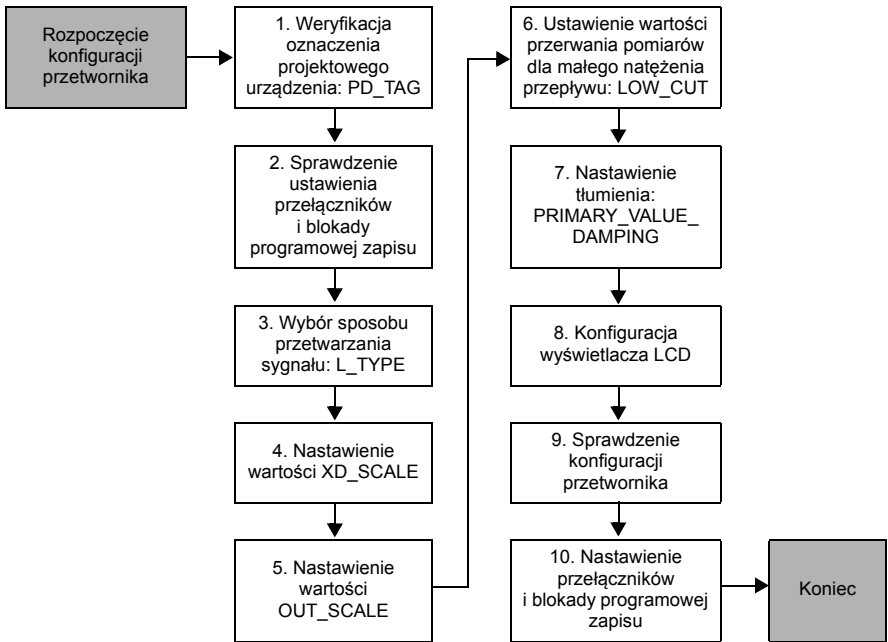 Rozpoczęcie
konfiguracji
przetwornika
1. Weryfikacja
oznaczenia
projektowego
urządzenia: PD_TAG
2. Sprawdzenie
ustawienia
przełączników
i blokady
programowej zapisu
3. Wybór sposobu
przetwarzania
sygnału: L_TYPE
4. Nastawienie
wartości XD_SCALE
5. Nastawienie
wartości
OUT_SCALE
6. Ustawienie wartości
przerwania pomiarów
dla małego natężenia
przepływu: LOW_CUT
7. Nastawienie
tłumienia:
PRIMARY_VALUE_
DAMPING
8. Konfiguracja
wyświetlacza LCD
9. Sprawdzenie
konfiguracji
przetwornika
10. Nastawienie
przełączników
i blokady programowej
zapisu
Koniec